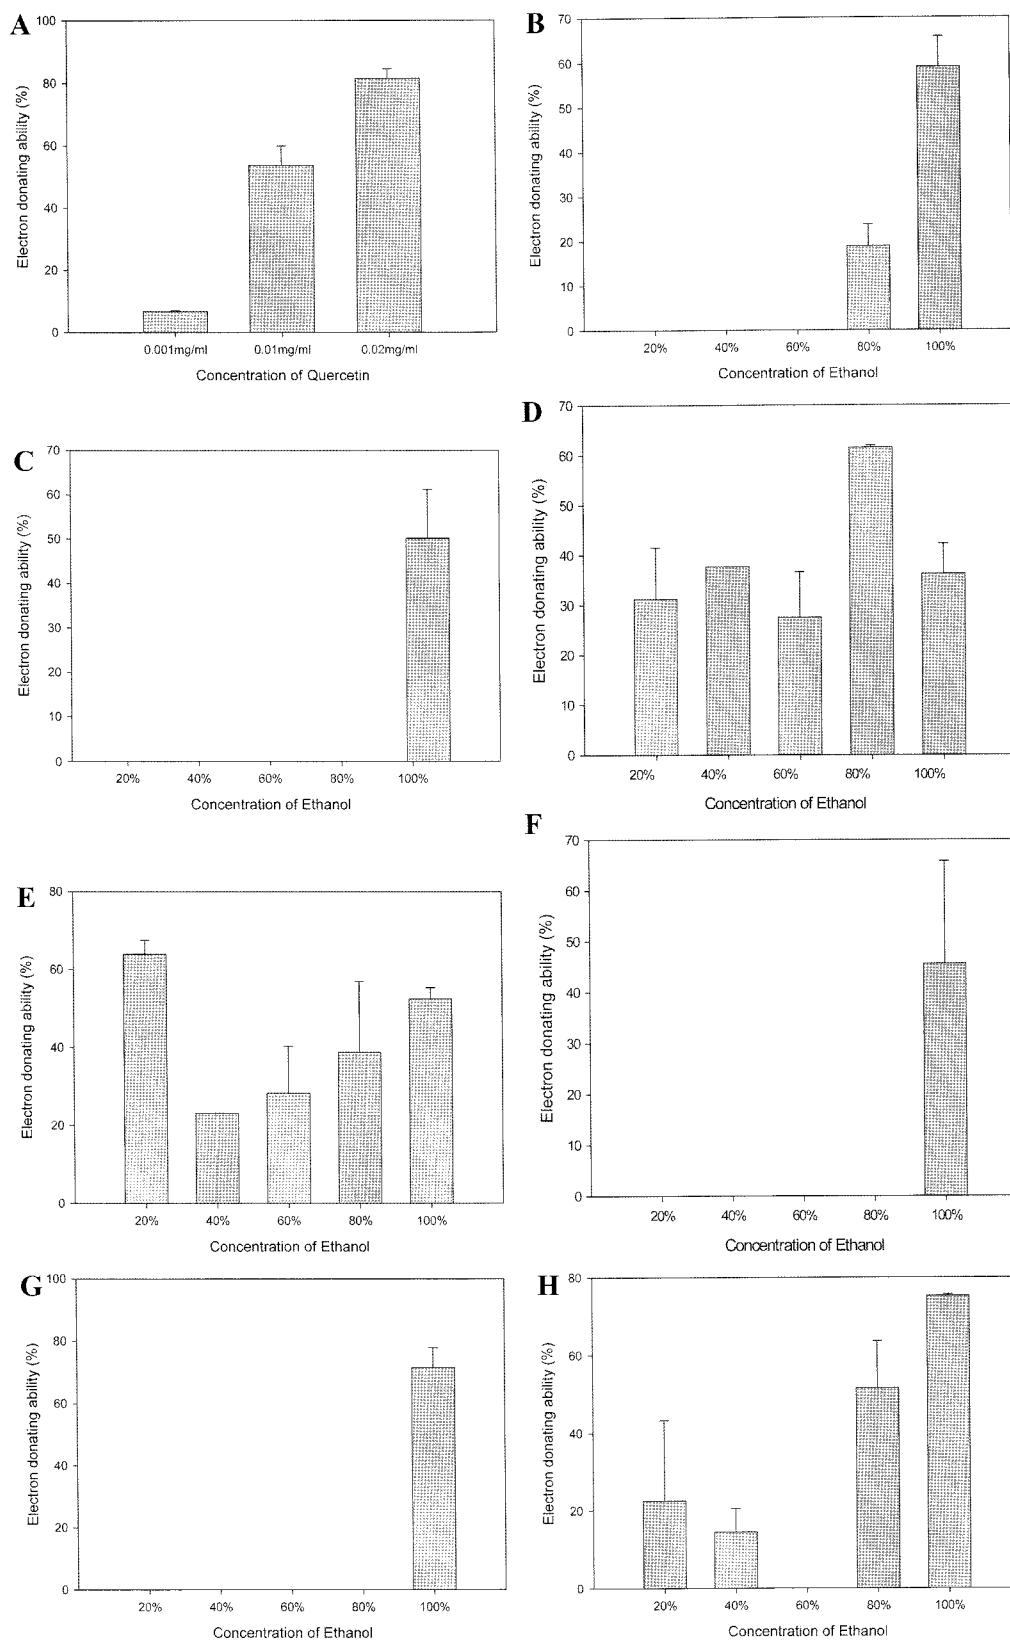 A
Electron donating ability (%)
100
80
60
40
20
0
0.001mg/ml 0.01mg/ml 0.02mg/ml
Concentration of Quercetin
B
Electron donating ability (%)
70
60
50
40
30
20
10
0
20% 40% 60% 80% 100%
Concentration of Ethanol
C
Electron donating ability (%)
70
60
50
40
30
20
10
0
20% 40% 60% 80% 100%
Concentration of Ethanol
D
Electron donating ability (%)
70
60
50
40
30
20
10
0
20% 40% 60% 80% 100%
Concentration of Ethanol
E
Electron donating ability (%)
80
60
40
20
0
20% 40% 60% 80% 100%
Concentration of Ethanol
F
Electron donating ability (%)
70
60
50
40
30
20
10
0
20% 40% 60% 80% 100%
Concentration of Ethanol
G
Electron donating ability (%)
100
80
60
40
20
0
20% 40% 60% 80% 100%
Concentration of Ethanol
H
Electron donating ability (%)
80
60
40
20
0
20% 40% 60% 80% 100%
Concentration of Ethanol